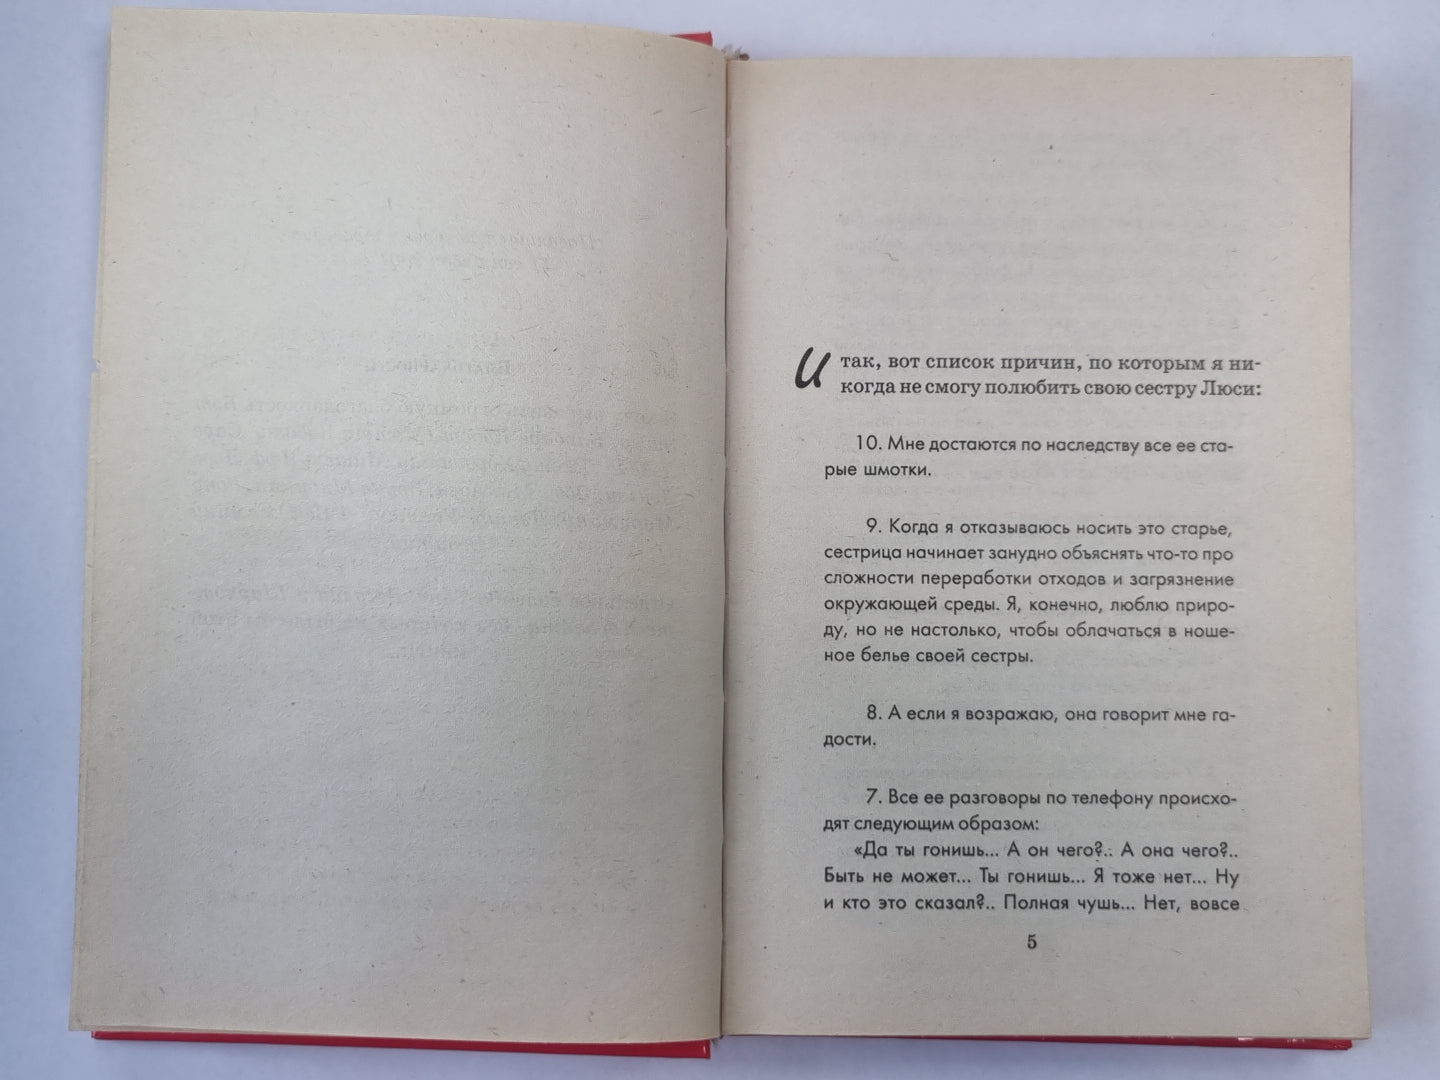 Итак, вот список причин, по которым я ни-
когда не смогу полюбить свою сестру Люси:
10. Мне достаются по наследству все ее ста-
рые шмотки.
9. Когда я отказываюсь носить это старье,
сестрица начинает занудно объяснять что-то про
сложности переработки отходов и загрязнение
окружающей среды. Я, конечно, люблю приро-
ду, но не настолько, чтобы облачаться в ноше-
ное белье своей сестры.
8. А если я возражаю, она говорит мне га-
дости.
7. Все ее разговоры по телефону происхо-
дят следующим образом:
«Да ты гонишь... А он чего?.. А она чего?..
Быть не может... Ты гонишь... Я тоже нет... Ну
и кто это сказал?.. Полная чушь... Нет, вовсе
5